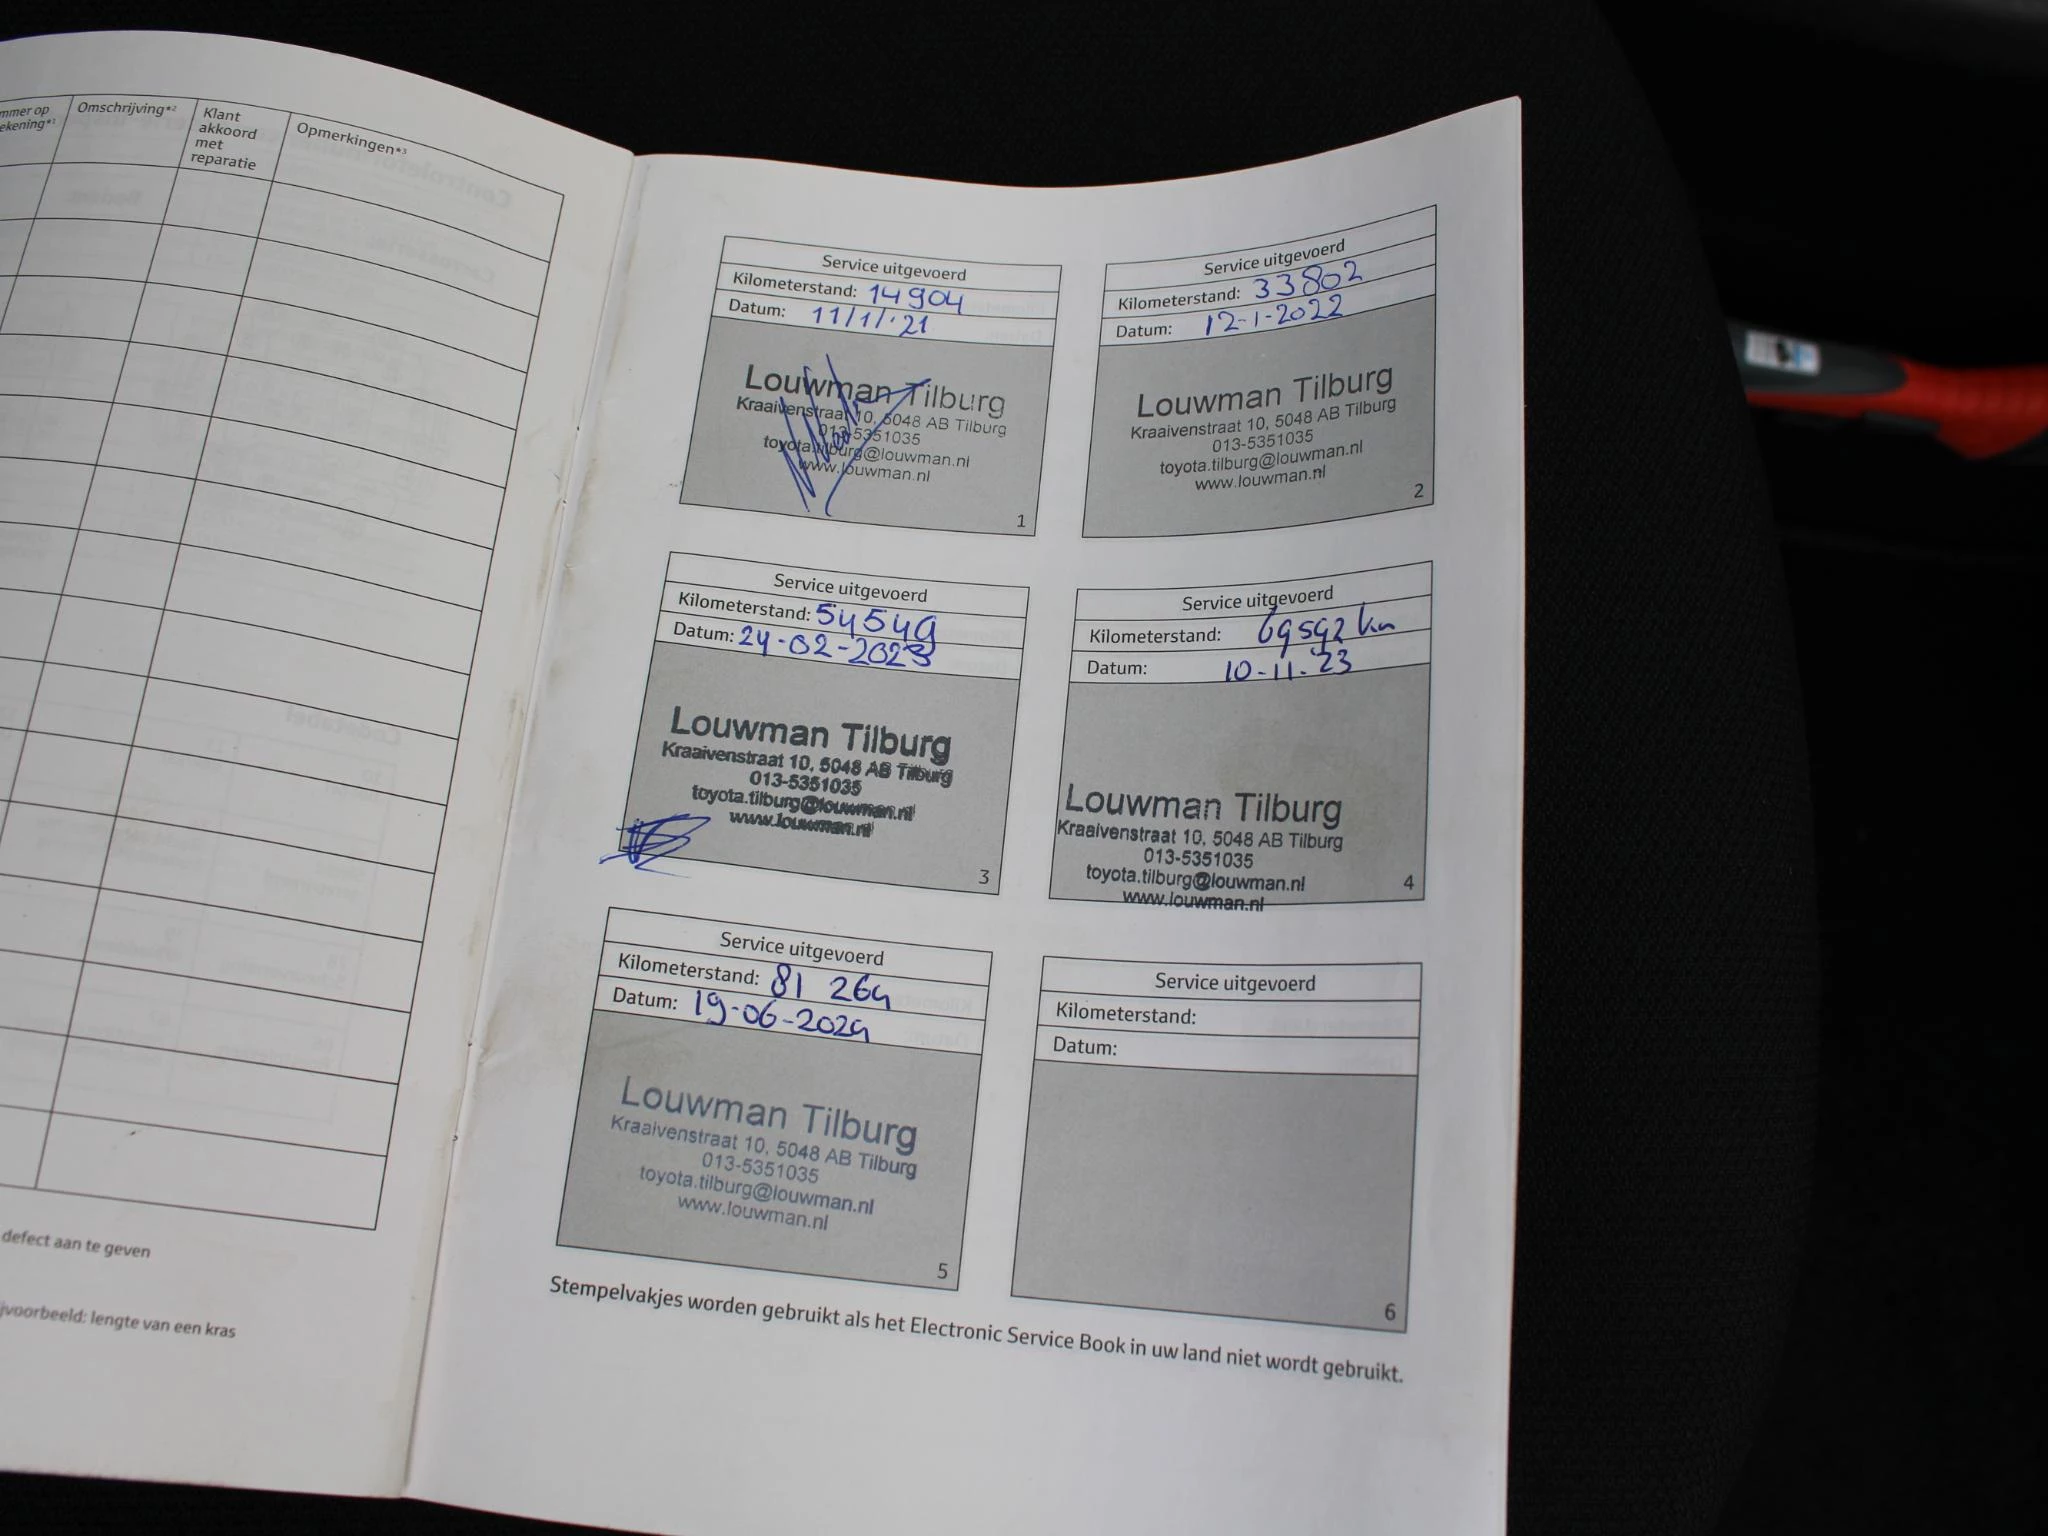 mmer op
ekening*1
Omschrijving*2
Klant
akkoord
met
reparatie
Opmerkingen*3
defect aan te geven
jvoorbeeld: lengte van een kras
Service uitgevoerd
Kilometerstand: 14904
Datum: 11/1/'21
Louwman Tilburg
Kraaivenstraat 10, 5048 AB Tilburg
013-5351035
toyota.tilburg@louwman.nl
www.louwman.nl
1
Service uitgevoerd
Kilometerstand: 33802
Datum: 12-1-2022
Louwman Tilburg
Kraaivenstraat 10, 5048 AB Tilburg
013-5351035
toyota.tilburg@louwman.nl
www.louwman.nl
2
Service uitgevoerd
Kilometerstand: 54549
Datum: 24-02-2023
Louwman Tilburg
Kraaivenstraat 10, 5048 AB Tilburg
013-5351035
toyota.tilburg@louwman.nl
www.louwman.nl
3
Service uitgevoerd
Kilometerstand: 69592 km
Datum: 10-11-'23
Louwman Tilburg
Kraaivenstraat 10, 5048 AB Tilburg
013-5351035
toyota.tilburg@louwman.nl
www.louwman.nl
4
Service uitgevoerd
Kilometerstand: 81 264
Datum: 19-06-2024
Louwman Tilburg
Kraaivenstraat 10, 5048 AB Tilburg
013-5351035
toyota.tilburg@louwman.nl
www.louwman.nl
5
Service uitgevoerd
Kilometerstand:
Datum:
6
Stempelvakjes worden gebruikt als het Electronic Service Book in uw land niet wordt gebruikt.